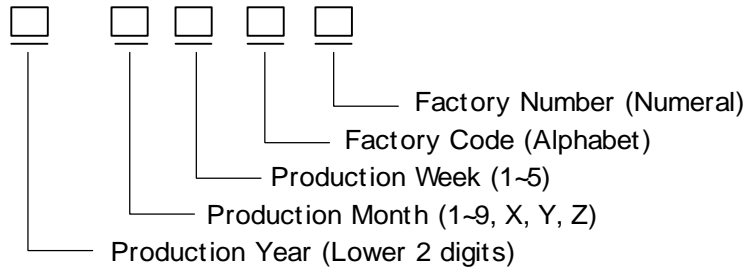 Factory Number (Numeral)
Factory Code (Alphabet)
Production Week (1~5)
Production Month (1~9, X, Y, Z)
Production Year (Lower 2 digits)